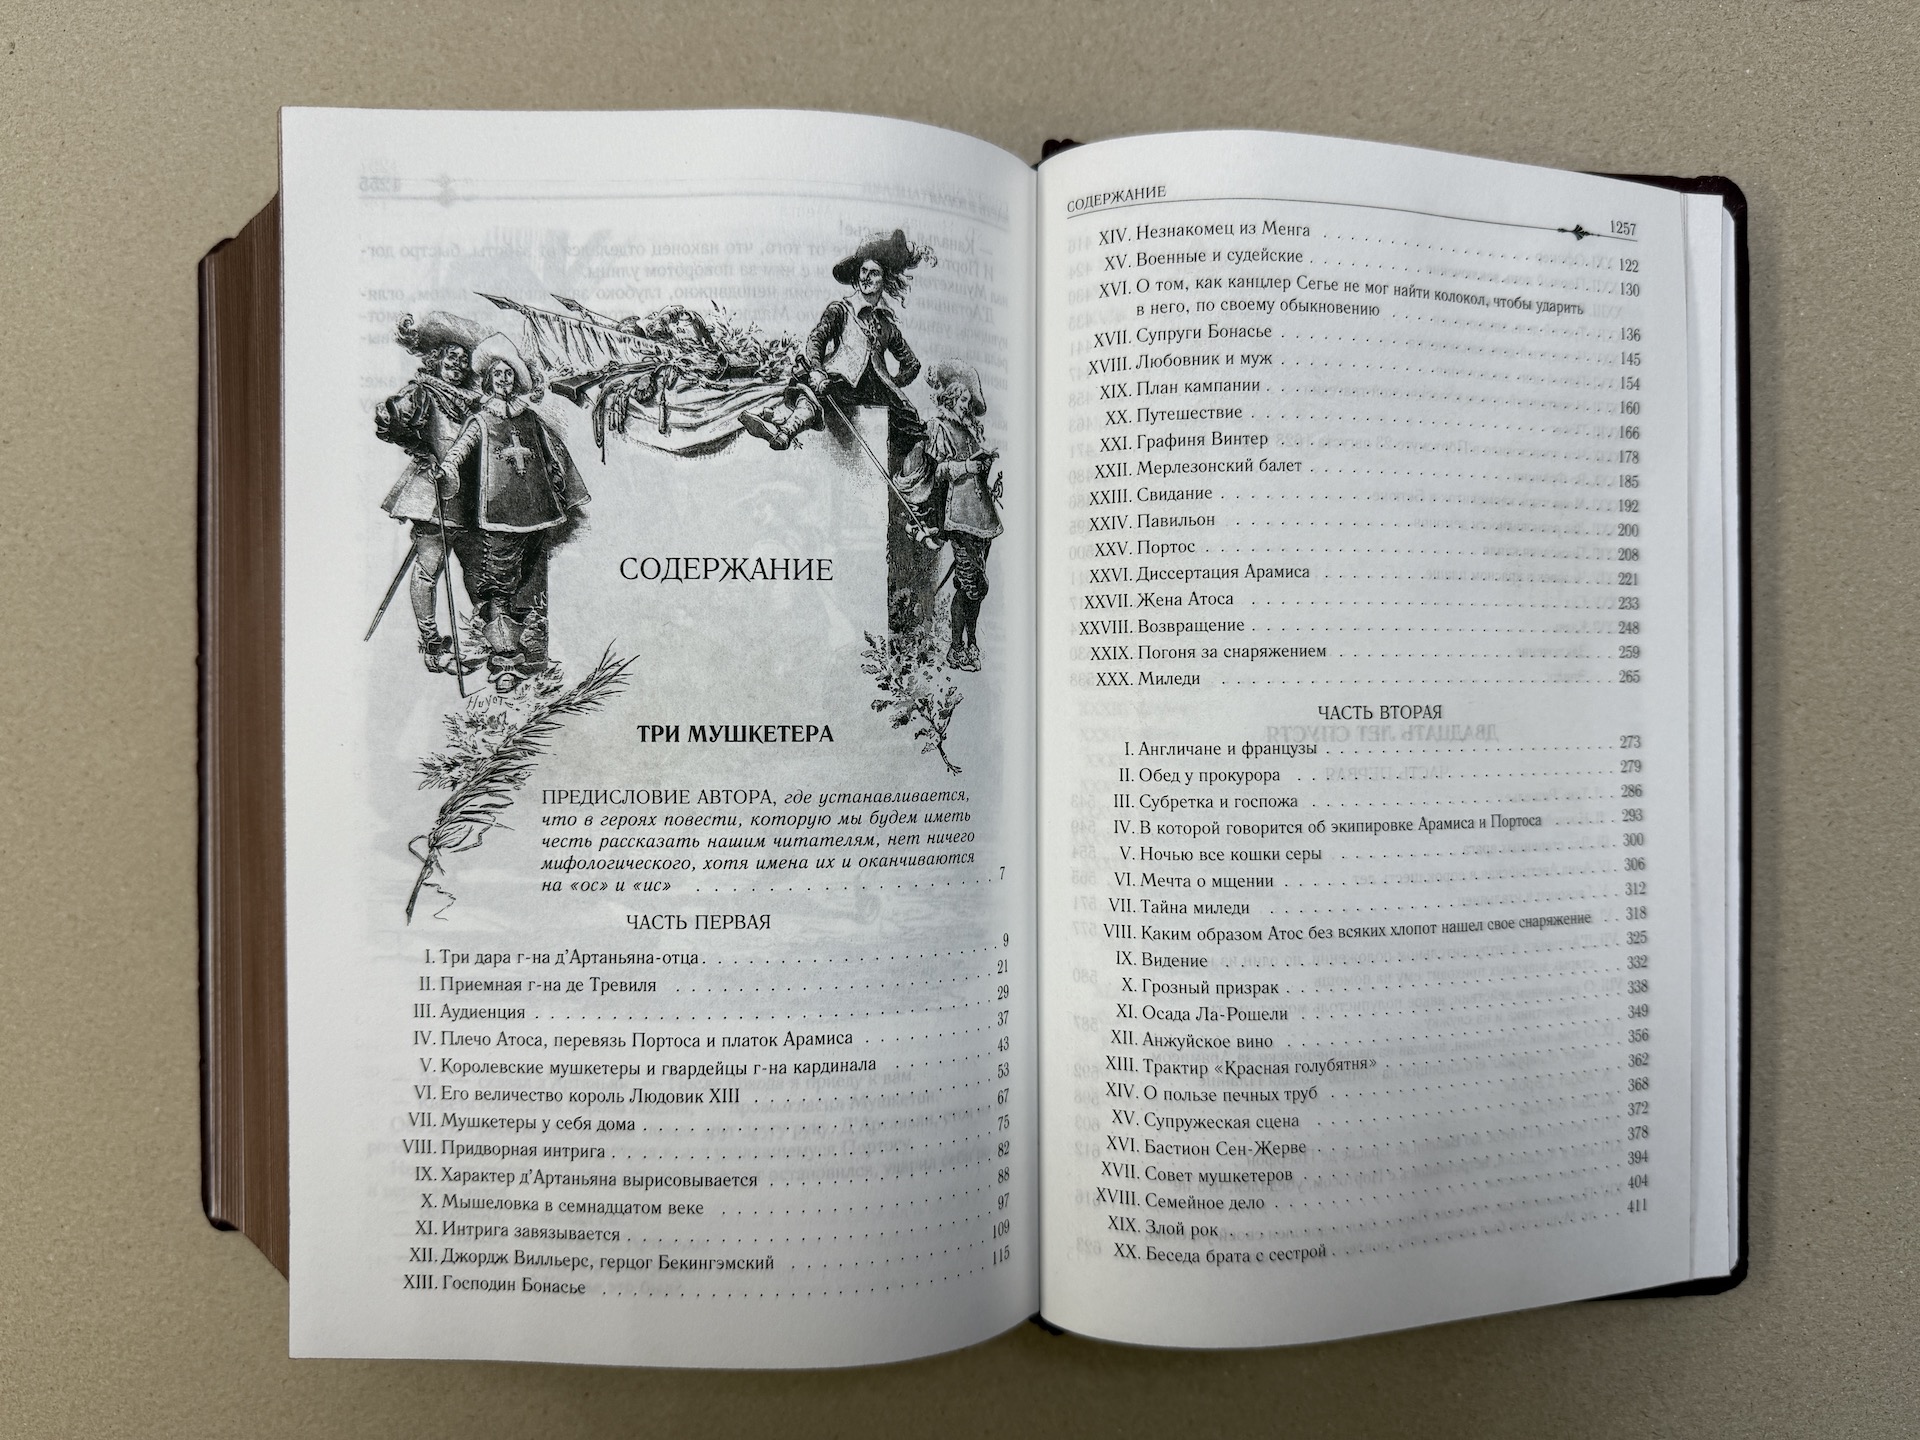 СОДЕРЖАНИЕ
ТРИ МУШКЕТЕРА
ПРЕДИСЛОВИЕ АВТОРА, где устанавливается,
что в героях повести, которую мы будем иметь
честь рассказать нашим читателям, нет ничего
мифологического, хотя имена их и оканчиваются
на «ос» и «ис» . . . . . . . . . . 7
ЧАСТЬ ПЕРВАЯ
I. Три дара г-на д’Артаньяна-отца . . . . . . . . . . 9
II. Приемная г-на де Тревиля . . . . . . . . . . 21
III. Аудиенция . . . . . . . . . . 29
IV. Плечо Атоса, перевязь Портоса и платок Арамиса . . . . . . . . . . 37
V. Королевские мушкетеры и гвардейцы г-на кардинала . . . . . . . . . . 43
VI. Его величество король Людовик XIII . . . . . . . . . . 53
VII. Мушкетеры у себя дома . . . . . . . . . . 67
VIII. Придворная интрига . . . . . . . . . . 75
IX. Характер д’Артаньяна вырисовывается . . . . . . . . . . 82
X. Мышеловка в семнадцатом веке . . . . . . . . . . 88
XI. Интрига завязывается . . . . . . . . . . 97
XII. Джордж Вилльерс, герцог Бекингэмский . . . . . . . . . . 109
XIII. Господин Бонасье . . . . . . . . . . 115
СОДЕРЖАНИЕ 1257
XIV. Незнакомец из Менга . . . . . . . . . . 122
XV. Военные и судейские . . . . . . . . . . 130
XVI. О том, как канцлер Сегье не мог найти колокол, чтобы ударить
в него, по своему обыкновению . . . . . . . . . . 136
XVII. Супруги Бонасье . . . . . . . . . . 145
XVIII. Любовник и муж . . . . . . . . . . 154
XIX. План кампании . . . . . . . . . . 160
XX. Путешествие . . . . . . . . . . 166
XXI. Графиня Винтер . . . . . . . . . . 178
XXII. Мерлезонский балет . . . . . . . . . . 185
XXIII. Свидание . . . . . . . . . . 192
XXIV. Павильон . . . . . . . . . . 200
XXV. Портос . . . . . . . . . . 208
XXVI. Диссертация Арамиса . . . . . . . . . . 221
XXVII. Жена Атоса . . . . . . . . . . 233
XXVIII. Возвращение . . . . . . . . . . 248
XXIX. Погоня за снаряжением . . . . . . . . . . 259
XXX. Миледи . . . . . . . . . . 265
ЧАСТЬ ВТОРАЯ
I. Англичане и французы . . . . . . . . . . 273
II. Обед у прокурора . . . . . . . . . . 279
III. Субретка и госпожа . . . . . . . . . . 286
IV. В которой говорится об экипировке Арамиса и Портоса . . . . . . . . . . 293
V. Ночью все кошки серы . . . . . . . . . . 300
VI. Мечта о мщении . . . . . . . . . . 306
VII. Тайна миледи . . . . . . . . . . 312
VIII. Каким образом Атос без всяких хлопот нашел свое снаряжение . . 318
IX. Видение . . . . . . . . . . 325
X. Грозный призрак . . . . . . . . . . 332
XI. Осада Ла-Рошели . . . . . . . . . . 338
XII. Анжуйское вино . . . . . . . . . . 349
XIII. Трактир «Красная голубятня» . . . . . . . . . . 356
XIV. О пользе печных труб . . . . . . . . . . 362
XV. Супружеская сцена . . . . . . . . . . 368
XVI. Бастион Сен-Жерве . . . . . . . . . . 372
XVII. Совет мушкетеров . . . . . . . . . . 378
XVIII. Семейное дело . . . . . . . . . . 394
XIX. Злой рок . . . . . . . . . . 404
XX. Беседа брата с сестрой . . . . . . . . . . 411